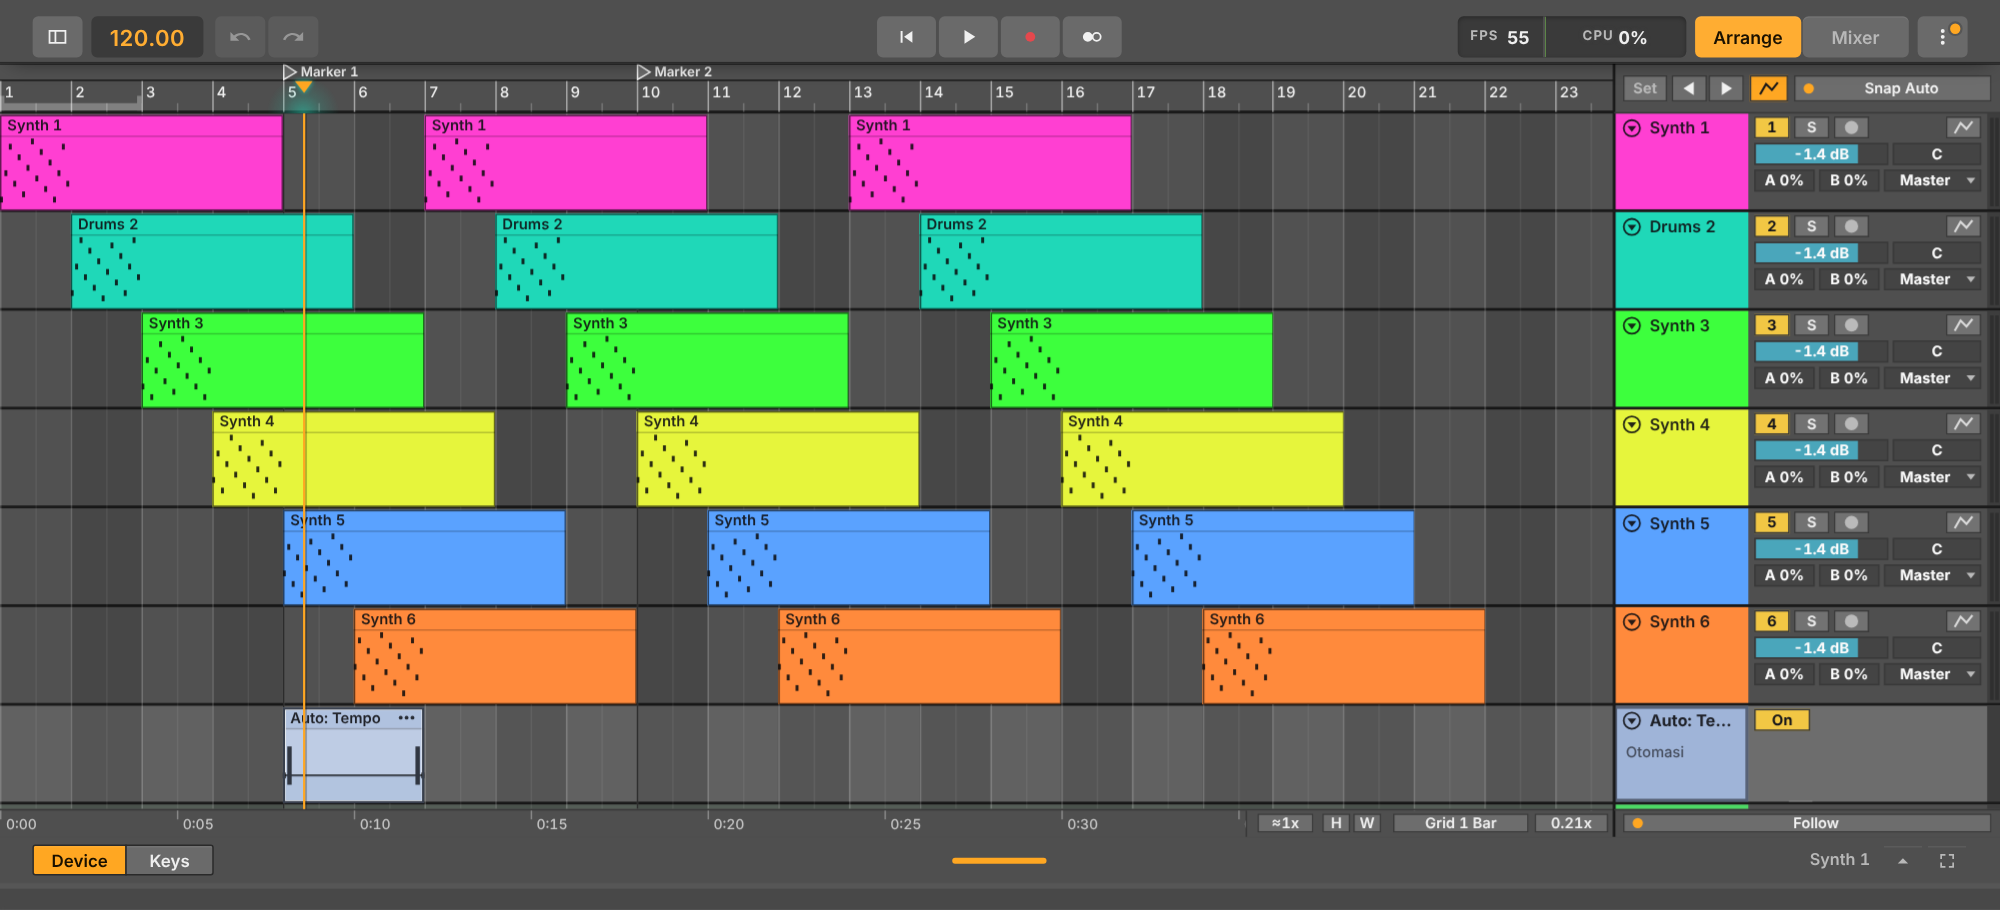 120.00 FPS 55 CPU 0% Arrange Mixer
Marker 1 Marker 2
1 2 3 4 5 6 7 8 9 10 11 12 13 14 15 16 17 18 19 20 21 22 23 Set Snap Auto
Synth 1 Synth 1 Synth 1 Synth 1 1 S
-1.4 dB C
A 0% B 0% Master
Drums 2 Drums 2 Drums 2 Drums 2 2 S
-1.4 dB C
A 0% B 0% Master
Synth 3 Synth 3 Synth 3 Synth 3 3 S
-1.4 dB C
A 0% B 0% Master
Synth 4 Synth 4 Synth 4 Synth 4 4 S
-1.4 dB C
A 0% B 0% Master
Synth 5 Synth 5 Synth 5 Synth 5 5 S
-1.4 dB C
A 0% B 0% Master
Synth 6 Synth 6 Synth 6 Synth 6 6 S
-1.4 dB C
A 0% B 0% Master
Auto: Tempo ••• Auto: Te... On
Otomasi
0:00 0:05 0:10 0:15 0:20 0:25 0:30 ≈1x H W Grid 1 Bar 0.21x Follow
Device Keys Synth 1